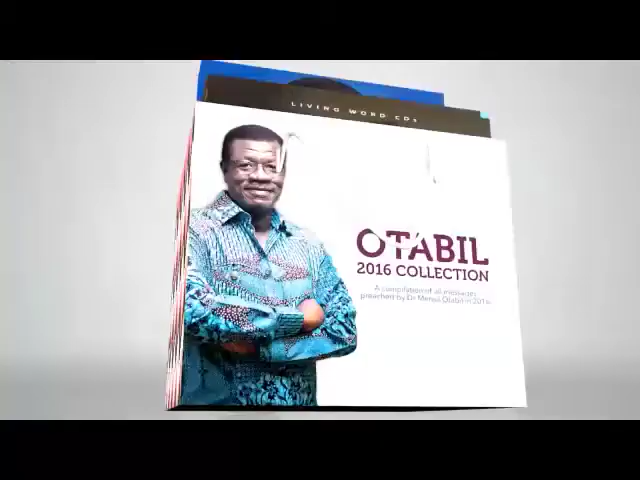 LIVING WORD CDs
OTABIL
2016 COLLECTION
A compilation of all messages
preached by Dr Mensa Otabil in 2016